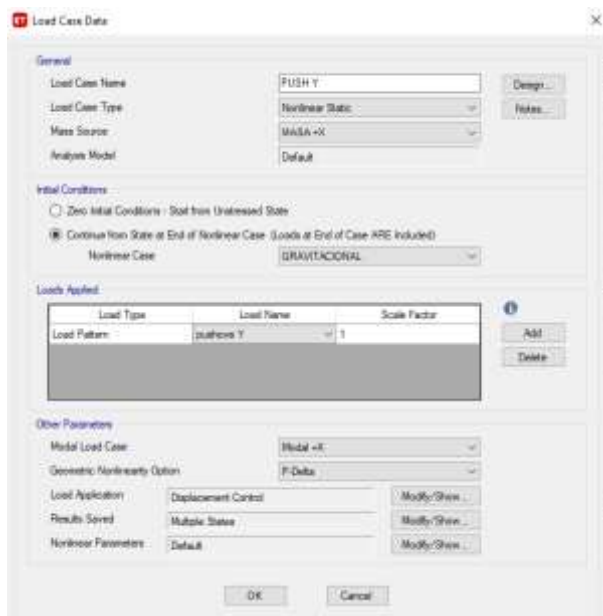 Load Case Data
General
Load Case Name PUSH Y Design...
Load Case Type Nonlinear Static Notes...
Mass Source MASA +X
Analysis Model Default
Initial Conditions
Zero Initial Conditions - Start from Unstressed State
Continue from State at End of Nonlinear Case (Loads at End of Case ARE Included)
Nonlinear Case GRAVITACIONAL
Loads Applied
Load Type Load Name Scale Factor
Load Pattern pushove Y 1 Add
Delete
Other Parameters
Modal Load Case Modal +X
Geometric Nonlinearity Option P-Delta
Load Application Displacement Control Modify/Show...
Results Saved Multiple States Modify/Show...
Nonlinear Parameters Default Modify/Show...
OK Cancel